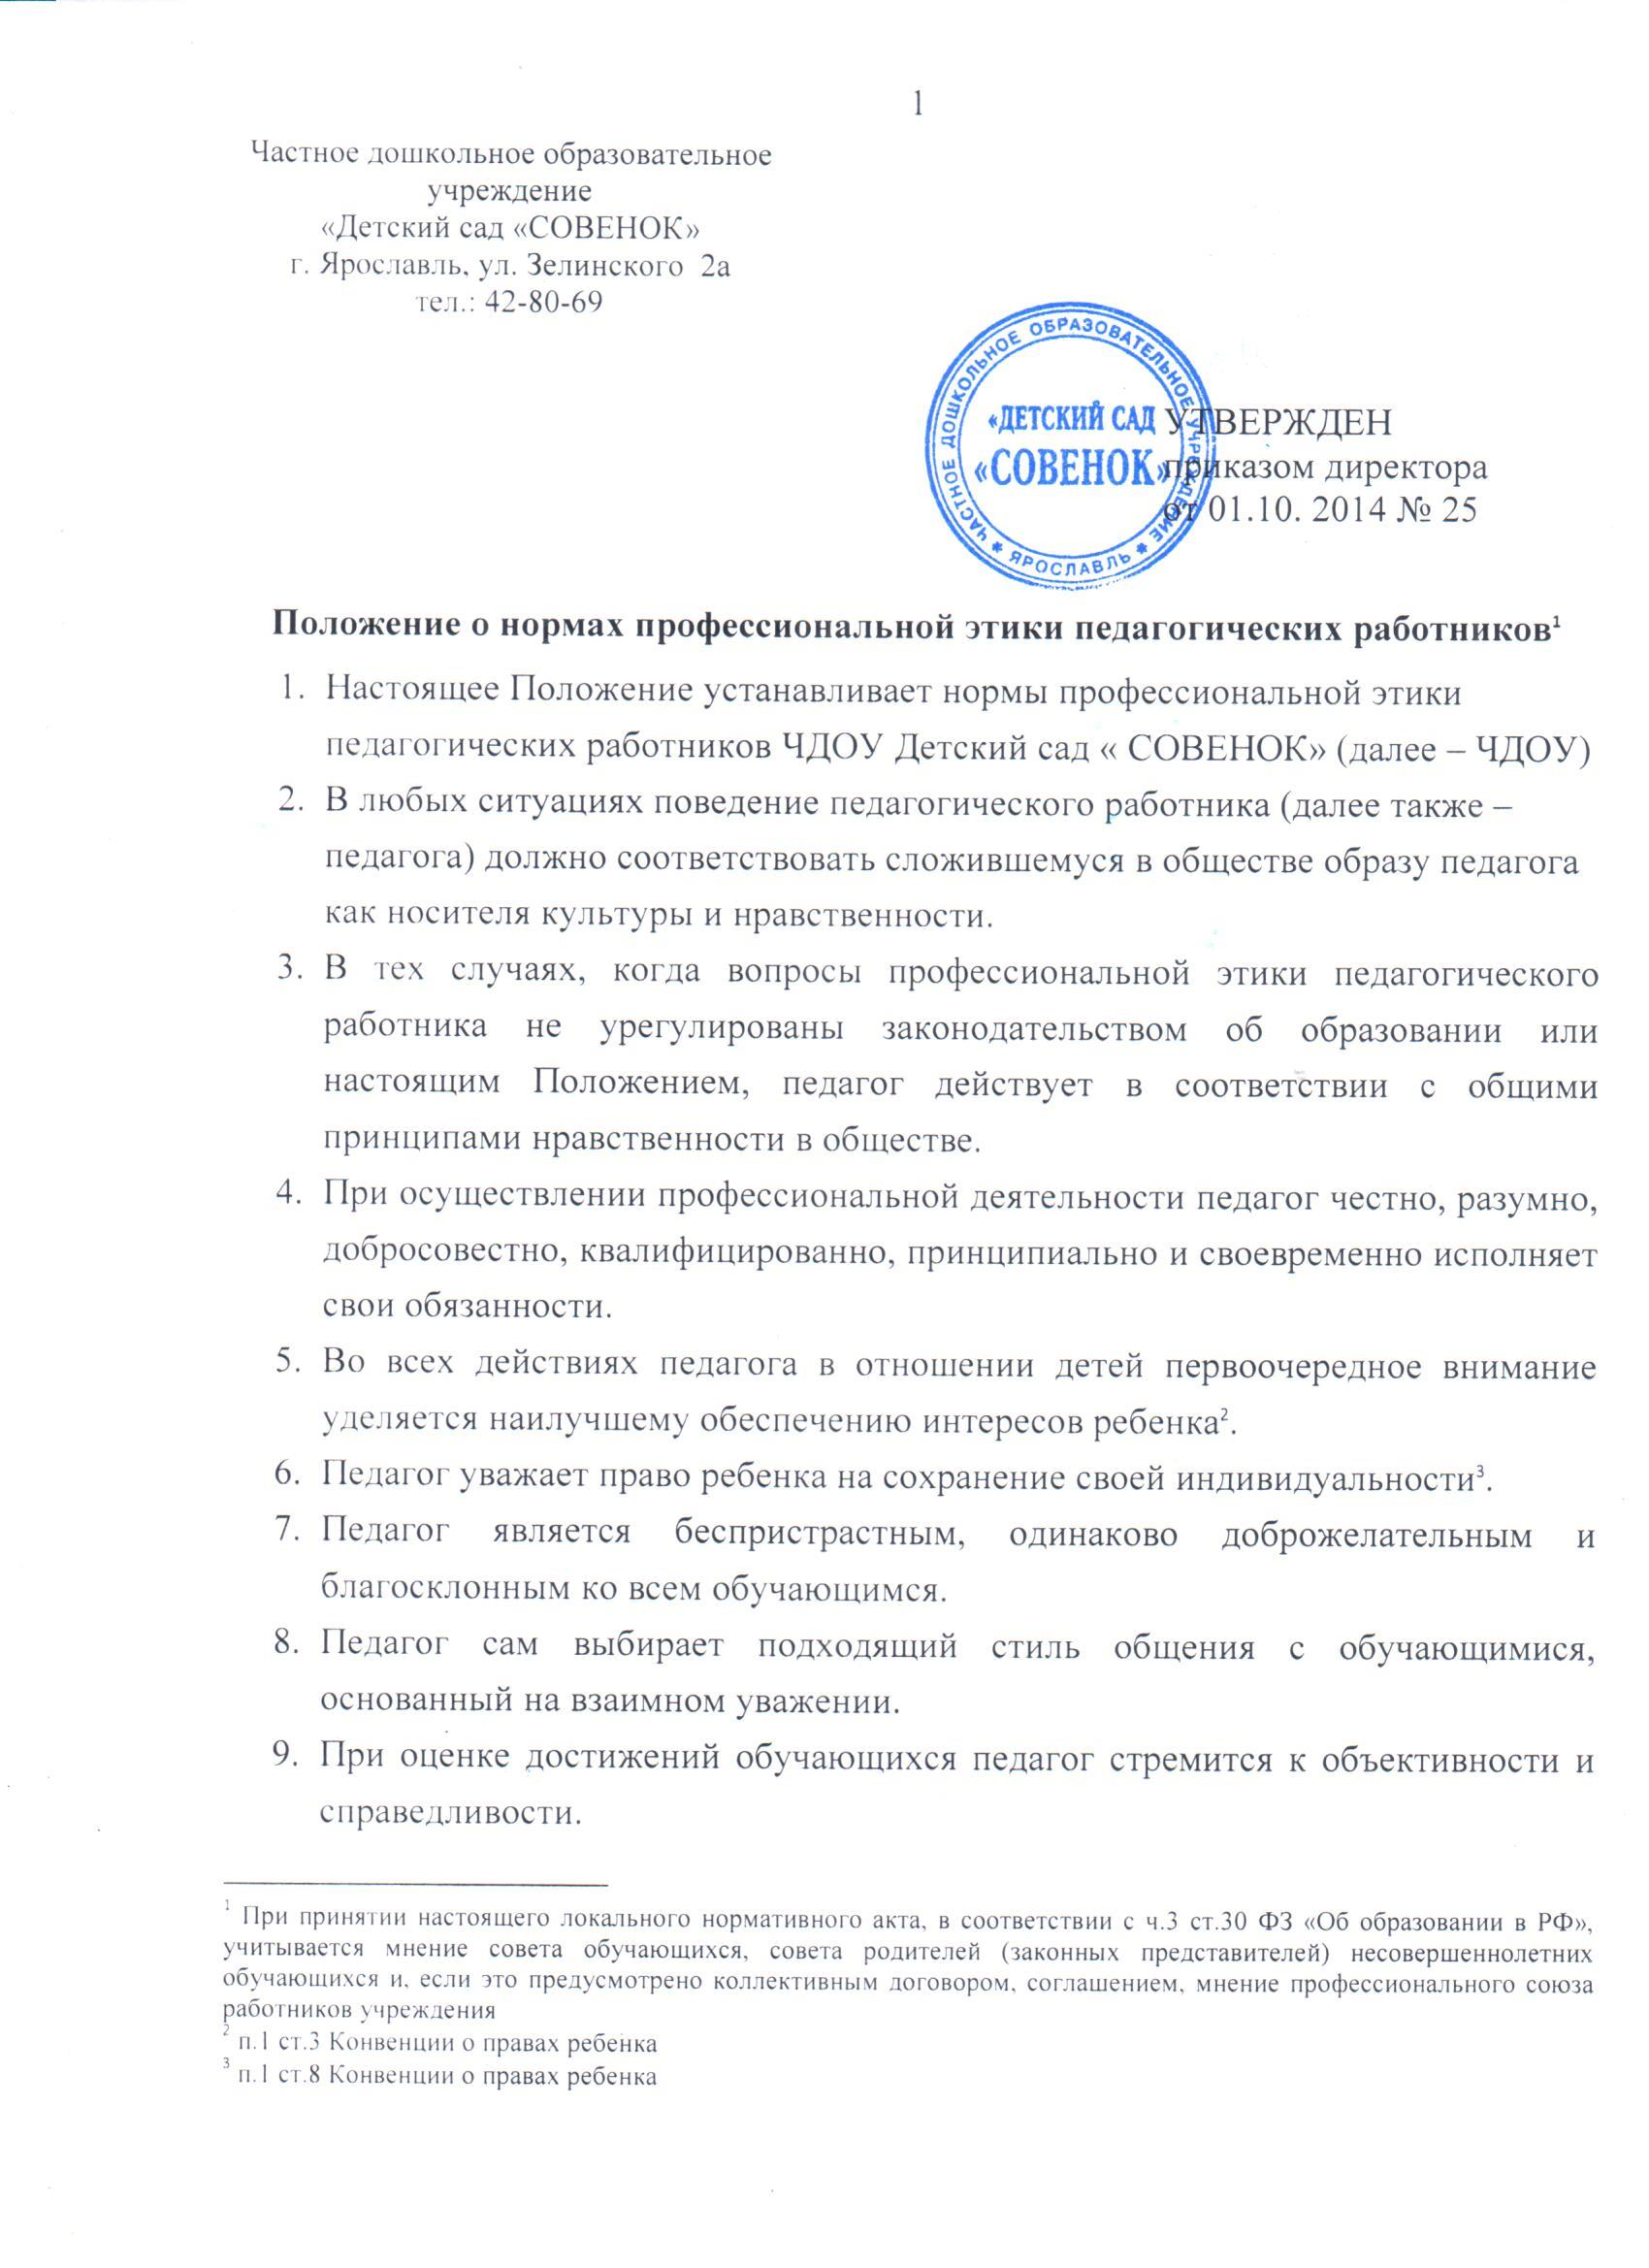 1
Частное дошкольное образовательное
учреждение
«Детский сад «СОВЕНОК»
г. Ярославль, ул. Зелинского 2а
тел.: 42-80-69
ЧАСТНОЕ ДОШКОЛЬНОЕ ОБРАЗОВАТЕЛЬНОЕ УЧРЕЖДЕНИЕ
* ЯРОСЛАВЛЬ *
«ДЕТСКИЙ САД
«СОВЕНОК»
УТВЕРЖДЕН
приказом директора
от 01.10. 2014 № 25
Положение о нормах профессиональной этики педагогических работников¹
1. Настоящее Положение устанавливает нормы профессиональной этики
педагогических работников ЧДОУ Детский сад « СОВЕНОК» (далее – ЧДОУ)
2. В любых ситуациях поведение педагогического работника (далее также –
педагога) должно соответствовать сложившемуся в обществе образу педагога
как носителя культуры и нравственности.
3. В тех случаях, когда вопросы профессиональной этики педагогического
работника не урегулированы законодательством об образовании или
настоящим Положением, педагог действует в соответствии с общими
принципами нравственности в обществе.
4. При осуществлении профессиональной деятельности педагог честно, разумно,
добросовестно, квалифицированно, принципиально и своевременно исполняет
свои обязанности.
5. Во всех действиях педагога в отношении детей первоочередное внимание
уделяется наилучшему обеспечению интересов ребенка².
6. Педагог уважает право ребенка на сохранение своей индивидуальности³.
7. Педагог является беспристрастным, одинаково доброжелательным и
благосклонным ко всем обучающимся.
8. Педагог сам выбирает подходящий стиль общения с обучающимися,
основанный на взаимном уважении.
9. При оценке достижений обучающихся педагог стремится к объективности и
справедливости.
¹ При принятии настоящего локального нормативного акта, в соответствии с ч.3 ст.30 ФЗ «Об образовании в РФ»,
учитывается мнение совета обучающихся, совета родителей (законных представителей) несовершеннолетних
обучающихся и, если это предусмотрено коллективным договором, соглашением, мнение профессионального союза
работников учреждения
² п.1 ст.3 Конвенции о правах ребенка
³ п.1 ст.8 Конвенции о правах ребенка